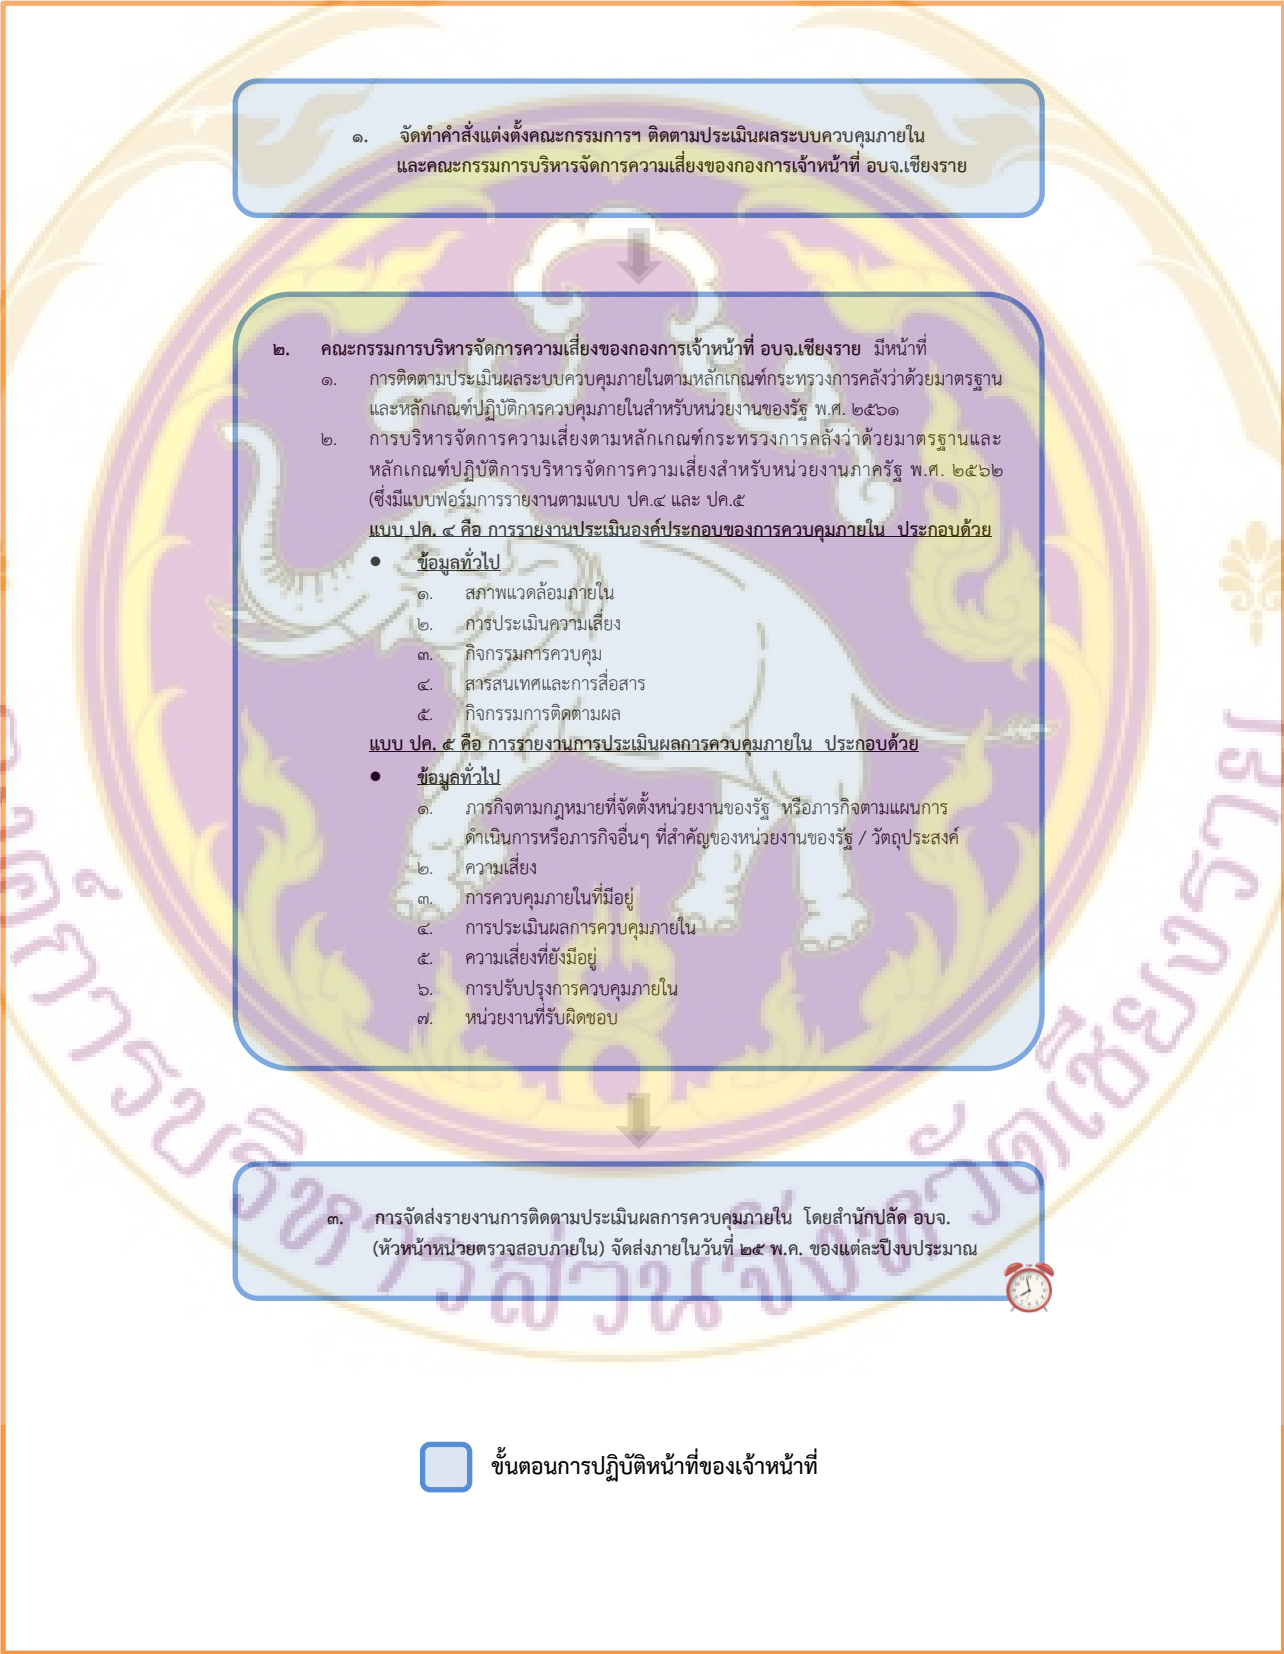 ๑. จัดทำคำสั่งแต่งตั้งคณะกรรมการฯ ติดตามประเมินผลระบบควบคุมภายใน
และคณะกรรมการบริหารจัดการความเสี่ยงของกองการเจ้าหน้าที่ อบจ.เชียงราย
๒. คณะกรรมการบริหารจัดการความเสี่ยงของกองการเจ้าหน้าที่ อบจ.เชียงราย มีหน้าที่
๑. การติดตามประเมินผลระบบควบคุมภายในตามหลักเกณฑ์กระทรวงการคลังว่าด้วยมาตรฐาน
และหลักเกณฑ์ปฏิบัติการควบคุมภายในสำหรับหน่วยงานของรัฐ พ.ศ. ๒๕๖๑
๒. การบริหารจัดการความเสี่ยงตามหลักเกณฑ์กระทรวงการคลังว่าด้วยมาตรฐานและ
หลักเกณฑ์ปฏิบัติการบริหารจัดการความเสี่ยงสำหรับหน่วยงานภาครัฐ พ.ศ. ๒๕๖๒
(ซึ่งมีแบบฟอร์มการรายงานตามแบบ ปค.๔ และ ปค.๕
แบบ ปค. ๔ คือ การรายงานประเมินองค์ประกอบของการควบคุมภายใน ประกอบด้วย
● ข้อมูลทั่วไป
๑. สภาพแวดล้อมภายใน
๒. การประเมินความเสี่ยง
๓. กิจกรรมการควบคุม
๔. สารสนเทศและการสื่อสาร
๕. กิจกรรมการติดตามผล
แบบ ปค. ๕ คือ การรายงานการประเมินผลการควบคุมภายใน ประกอบด้วย
● ข้อมูลทั่วไป
๑. ภารกิจตามกฎหมายที่จัดตั้งหน่วยงานของรัฐ หรือภารกิจตามแผนการ
ดำเนินการหรือภารกิจอื่นๆ ที่สำคัญของหน่วยงานของรัฐ / วัตถุประสงค์
๒. ความเสี่ยง
๓. การควบคุมภายในที่มีอยู่
๔. การประเมินผลการควบคุมภายใน
๕. ความเสี่ยงที่ยังมีอยู่
๖. การปรับปรุงการควบคุมภายใน
๗. หน่วยงานที่รับผิดชอบ
๓. การจัดส่งรายงานการติดตามประเมินผลการควบคุมภายใน โดยสำนักปลัด อบจ.
(หัวหน้าหน่วยตรวจสอบภายใน) จัดส่งภายในวันที่ ๒๕ พ.ค. ของแต่ละปีงบประมาณ
ขั้นตอนการปฏิบัติหน้าที่ของเจ้าหน้าที่
การบริหารส่วนจังหวัดเชียงราย